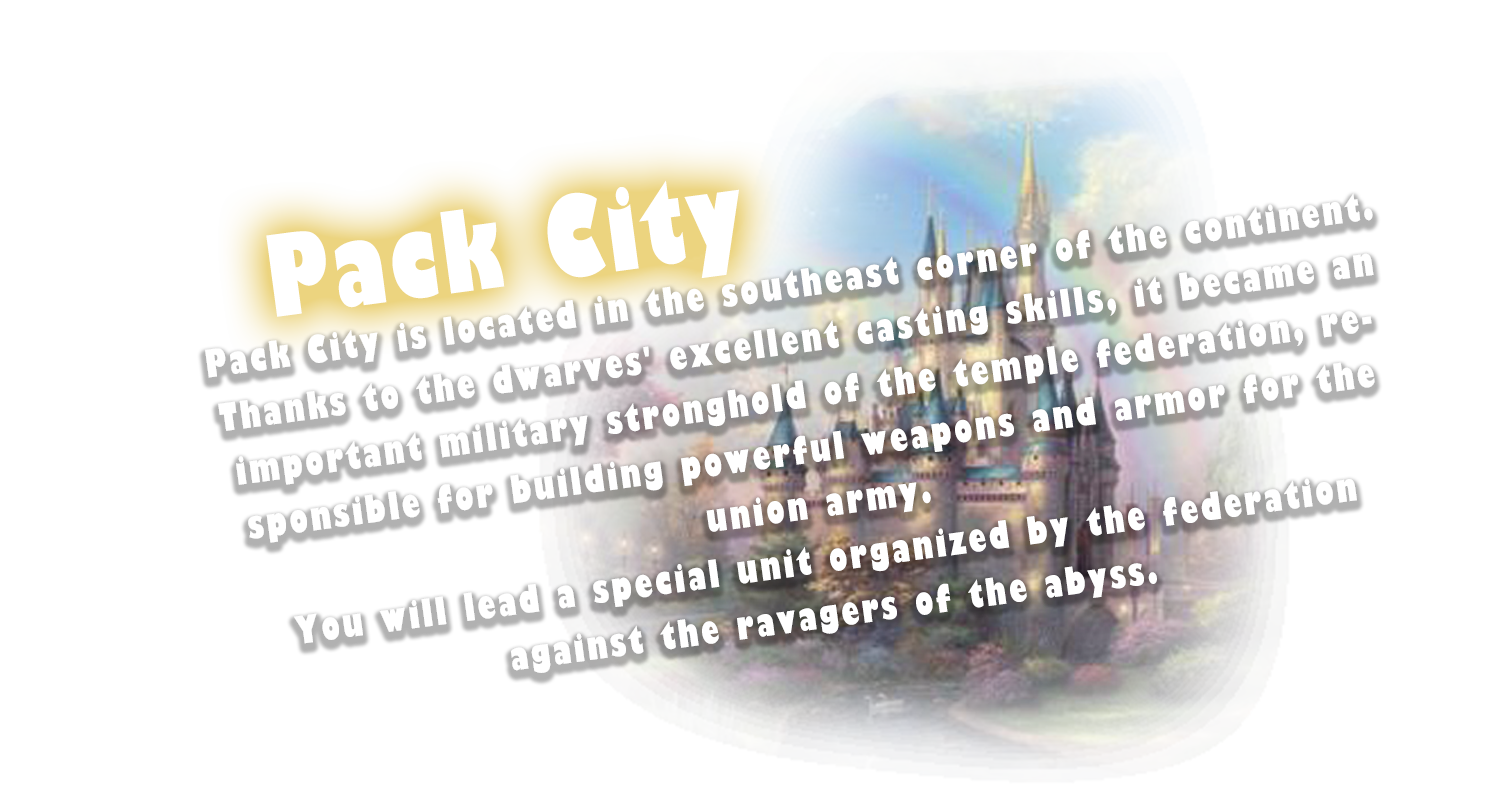 Pack City
Pack City is located in the southeast corner of the continent.
Thanks to the dwarves' excellent casting skills, it became an
important military stronghold of the temple federation, re-
sponsible for building powerful weapons and armor for the
union army.
You will lead a special unit organized by the federation
against the ravagers of the abyss.